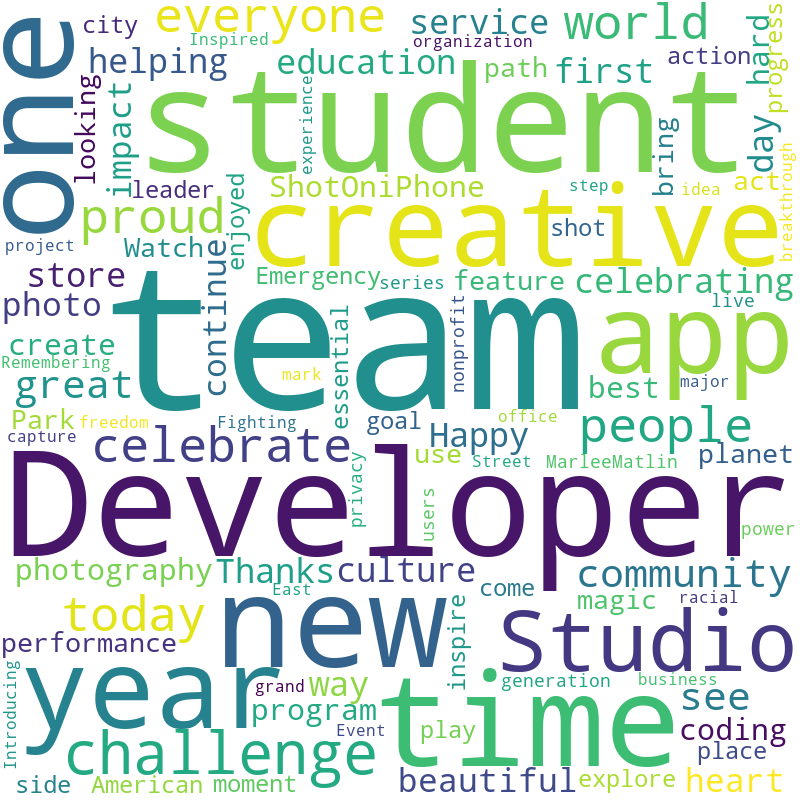 city
everyone
service
world
hard
progress
one
Inspired
organization
helping
education
path
first
action
looking
impact
student
experience
day
bring
leader
ShotOniPhone
step
idea
act
breakthrough
proud
enjoyed
creative
shot
project
Watch
continue
store
Emergency
series
feature
celebrating
photo
team
app
live
nonprofit
create
essential
Remembering
great
mark
best
major
Park
freedom
Fighting
goal
office
people
capture
celebrate
Happy
use
Street
MarleeMatlin
planet
privacy
users
Developer
power
photography
Thanks
culture
community
East
come
today
new
magic
racial
performance
inspire
Studio
Introducing
year
grand
way
generation
business
see
program
Event
play
time
coding
challenge
place
side
American
moment
beautiful
explore
heart